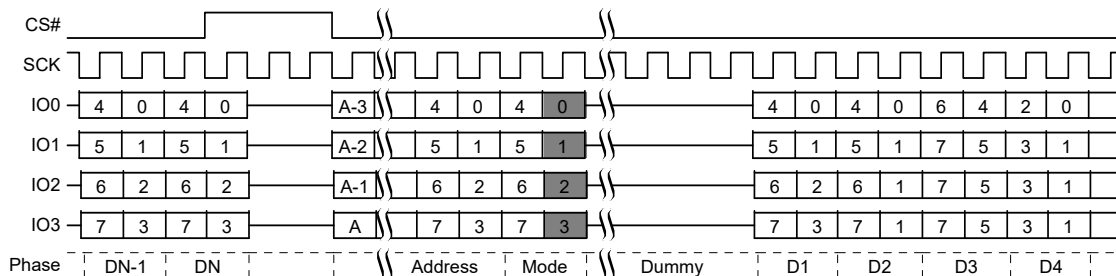 CS#
SCK
IO0 4 0 4 0 A-3 4 0 4 0 4 0 4 0 6 4 2 0
IO1 5 1 5 1 A-2 5 1 5 1 5 1 5 1 7 5 3 1
IO2 6 2 6 2 A-1 6 2 6 2 6 2 6 1 7 5 3 1
IO3 7 3 7 3 A 7 3 7 3 7 3 7 1 7 5 3 1
Phase DN-1 DN Address Mode Dummy D1 D2 D3 D4